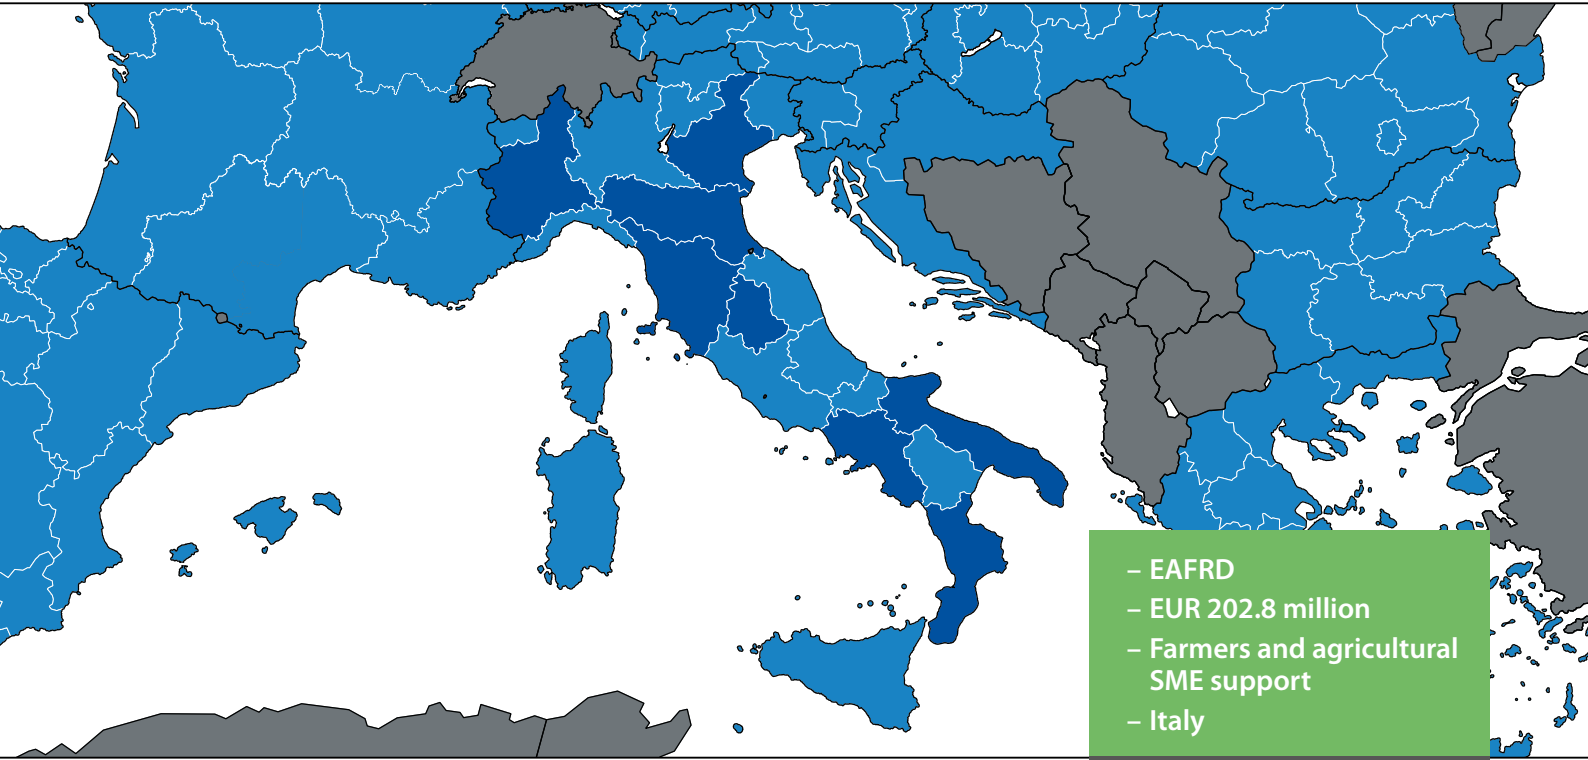 – EAFRD
– EUR 202.8 million
– Farmers and agricultural
SME support
– Italy